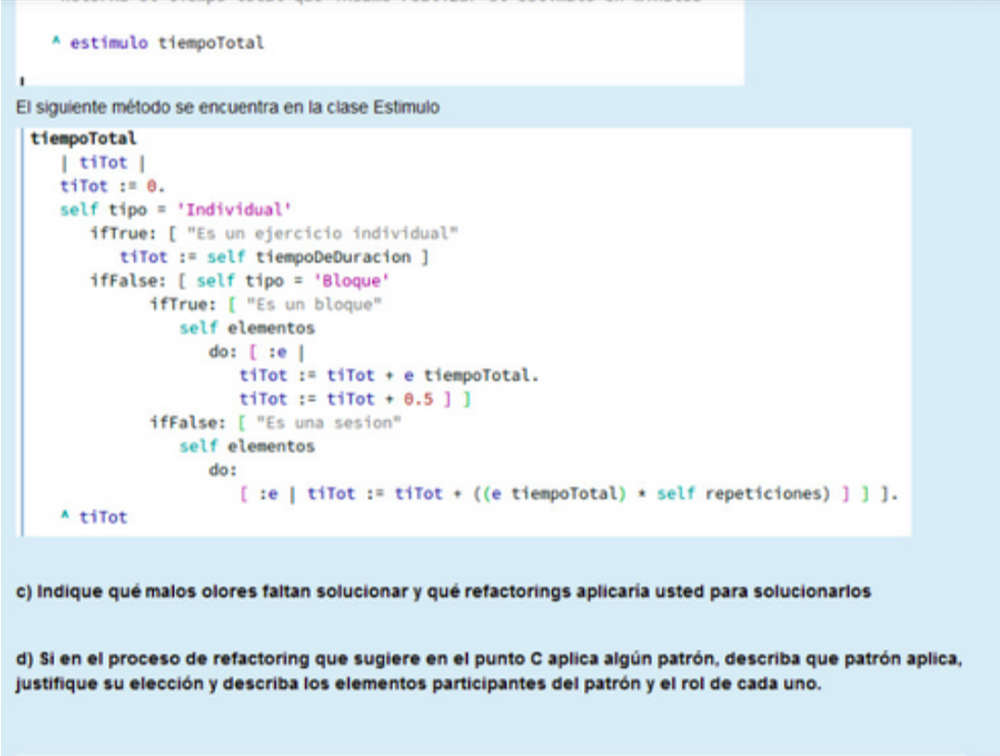 ^ estimulo tiempoTotal
El siguiente método se encuentra en la clase Estimulo
tiempoTotal
| tiTot |
tiTot := 0.
self tipo = 'Individual'
ifTrue: [ "Es un ejercicio individual"
tiTot := self tiempoDeDuracion ]
ifFalse: [ self tipo = 'Bloque'
ifTrue: [ "Es un bloque"
self elementos
do: [ :e |
tiTot := tiTot + e tiempoTotal.
tiTot := tiTot + 0.5 ] ]
ifFalse: [ "Es una sesion"
self elementos
do:
[ :e | tiTot := tiTot + ((e tiempoTotal) * self repeticiones) ] ] ].
^ tiTot
c) Indique qué malos olores faltan solucionar y qué refactorings aplicaría usted para solucionarlos
d) Si en el proceso de refactoring que sugiere en el punto C aplica algún patrón, describa que patrón aplica,
justifique su elección y describa los elementos participantes del patrón y el rol de cada uno.